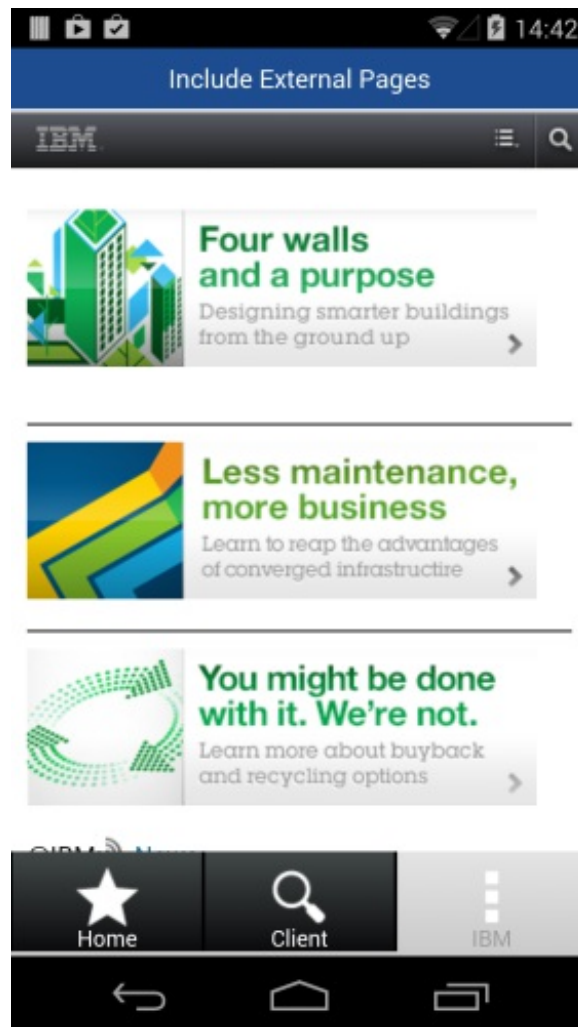 14:42
Include External Pages
IBM
Four walls
and a purpose
Designing smarter buildings
from the ground up
Less maintenance,
more business
Learn to reap the advantages
of converged infrastructire
You might be done
with it. We're not.
Learn more about buyback
and recycling options
Home
Client
IBM